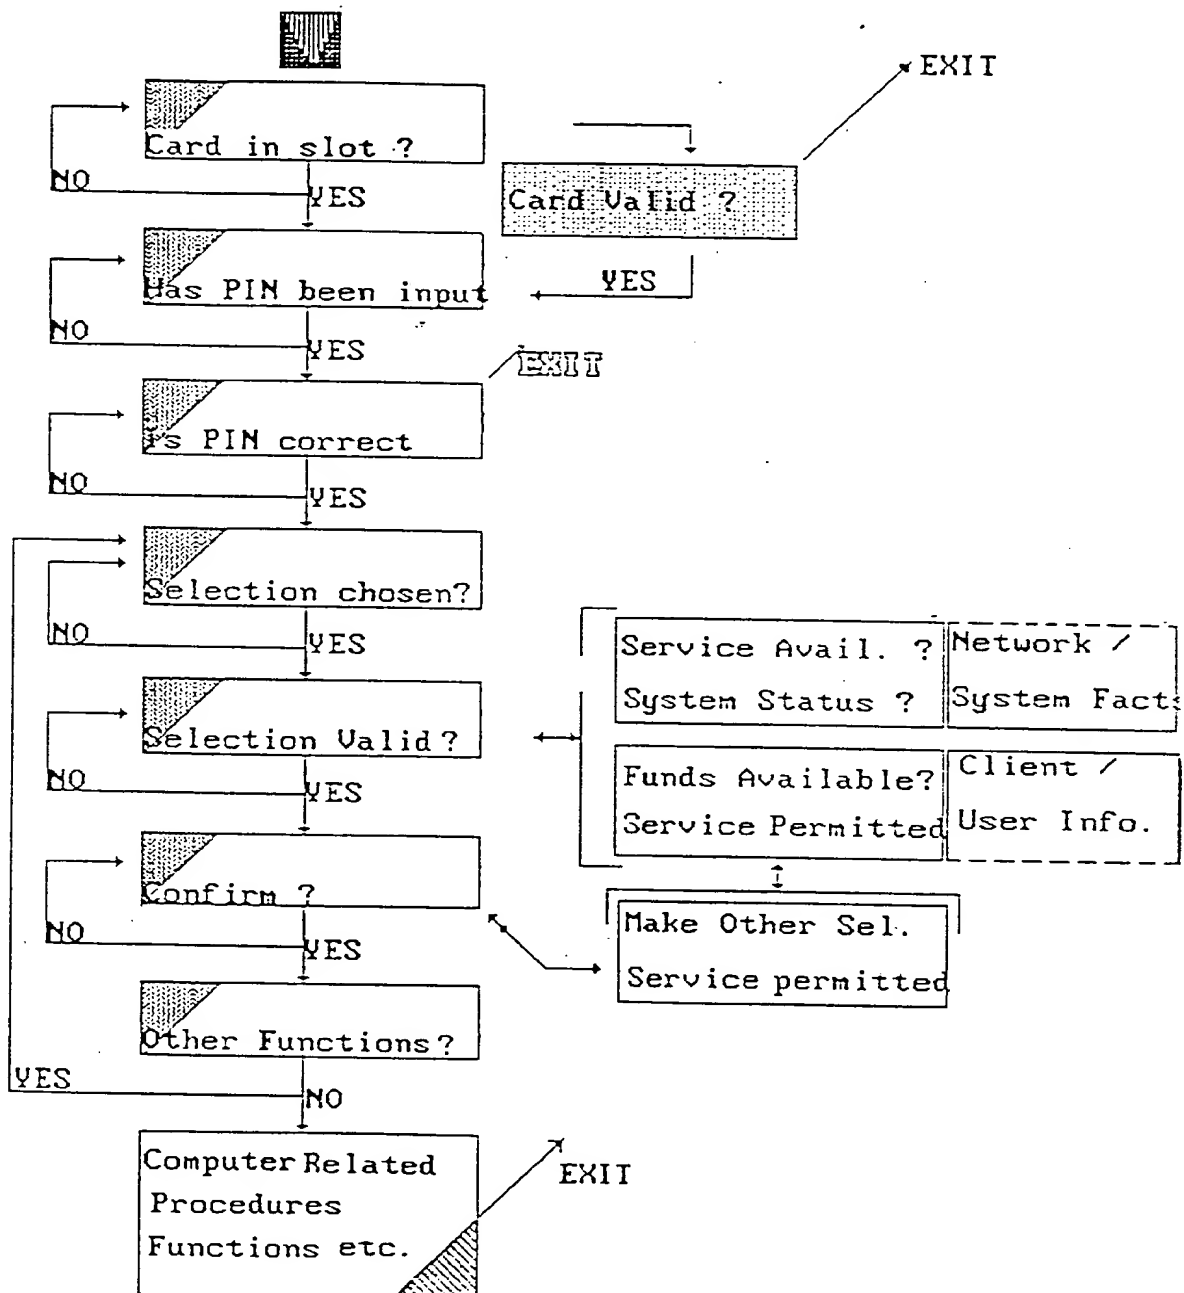 EXIT
Card in slot ?
NO
YES
Card Valid ?
YES
Has PIN been input
NO
YES
EXIT
Is PIN correct
NO
YES
Selection chosen?
NO
YES
Service Avail. ?
System Status ?
Network /
System Facts
Selection Valid?
NO
YES
Funds Available?
Service Permitted
Client /
User Info.
Confirm ?
NO
YES
Make Other Sel.
Service permitted
Other Functions?
YES
NO
Computer Related
Procedures
Functions etc.
EXIT